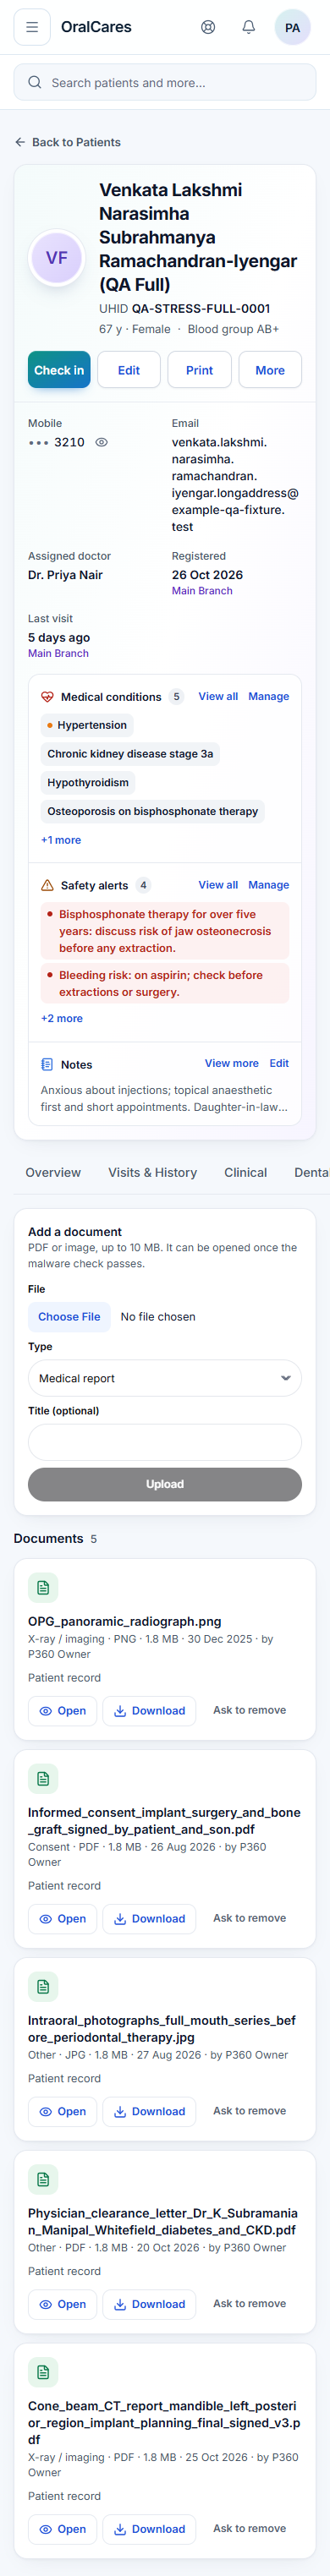 OralCares
PA
Search patients and more...
Back to Patients
VF
Venkata Lakshmi
Narasimha
Subrahmanya
Ramachandran-Iyengar
(QA Full)
UHID QA-STRESS-FULL-0001
67 y · Female · Blood group AB+
Check in
Edit
Print
More
Mobile
••• 3210
Email
venkata.lakshmi.
narasimha.
ramachandran.
iyengar.longaddress@
example-qa-fixture.
test
Assigned doctor
Dr. Priya Nair
Registered
26 Oct 2026
Main Branch
Last visit
5 days ago
Main Branch
Medical conditions 5 View all Manage
Hypertension
Chronic kidney disease stage 3a
Hypothyroidism
Osteoporosis on bisphosphonate therapy
+1 more
Safety alerts 4 View all Manage
Bisphosphonate therapy for over five
years: discuss risk of jaw osteonecrosis
before any extraction.
Bleeding risk: on aspirin; check before
extractions or surgery.
+2 more
Notes View more Edit
Anxious about injections; topical anaesthetic
first and short appointments. Daughter-in-law...
Overview Visits & History Clinical Denta
Add a document
PDF or image, up to 10 MB. It can be opened once the
malware check passes.
File
Choose File No file chosen
Type
Medical report
Title (optional)
Upload
Documents 5
OPG_panoramic_radiograph.png
X-ray / imaging · PNG · 1.8 MB · 30 Dec 2025 · by
P360 Owner
Patient record
Open Download Ask to remove
Informed_consent_implant_surgery_and_bone
_graft_signed_by_patient_and_son.pdf
Consent · PDF · 1.8 MB · 26 Aug 2026 · by P360
Owner
Patient record
Open Download Ask to remove
Intraoral_photographs_full_mouth_series_bef
ore_periodontal_therapy.jpg
Other · JPG · 1.8 MB · 27 Aug 2026 · by P360 Owner
Patient record
Open Download Ask to remove
Physician_clearance_letter_Dr_K_Subramania
n_Manipal_Whitefield_diabetes_and_CKD.pdf
Other · PDF · 1.8 MB · 20 Oct 2026 · by P360 Owner
Patient record
Open Download Ask to remove
Cone_beam_CT_report_mandible_left_posteri
or_region_implant_planning_final_signed_v3.p
df
X-ray / imaging · PDF · 1.8 MB · 25 Oct 2026 · by P360
Owner
Patient record
Open Download Ask to remove